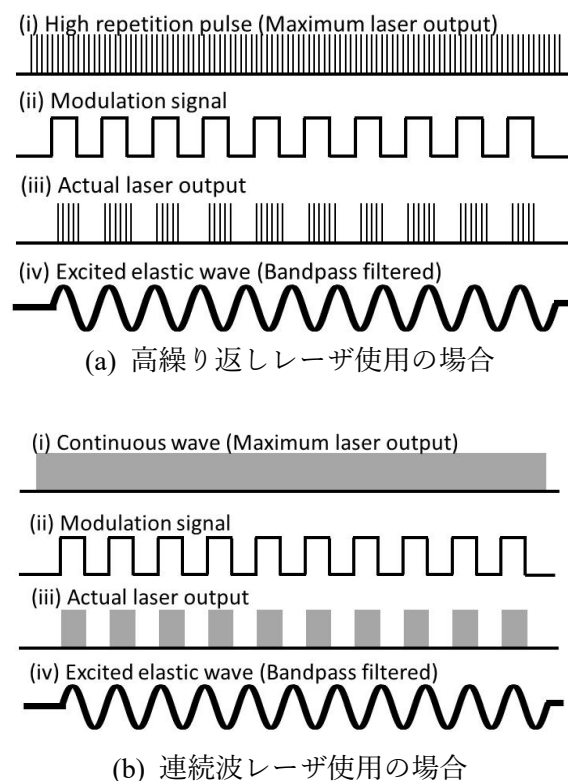 (i) High repetition pulse (Maximum laser output)
(ii) Modulation signal
(iii) Actual laser output
(iv) Excited elastic wave (Bandpass filtered)
(a) 高繰り返しレーザ使用の場合
(i) Continuous wave (Maximum laser output)
(ii) Modulation signal
(iii) Actual laser output
(iv) Excited elastic wave (Bandpass filtered)
(b) 連続波レーザ使用の場合